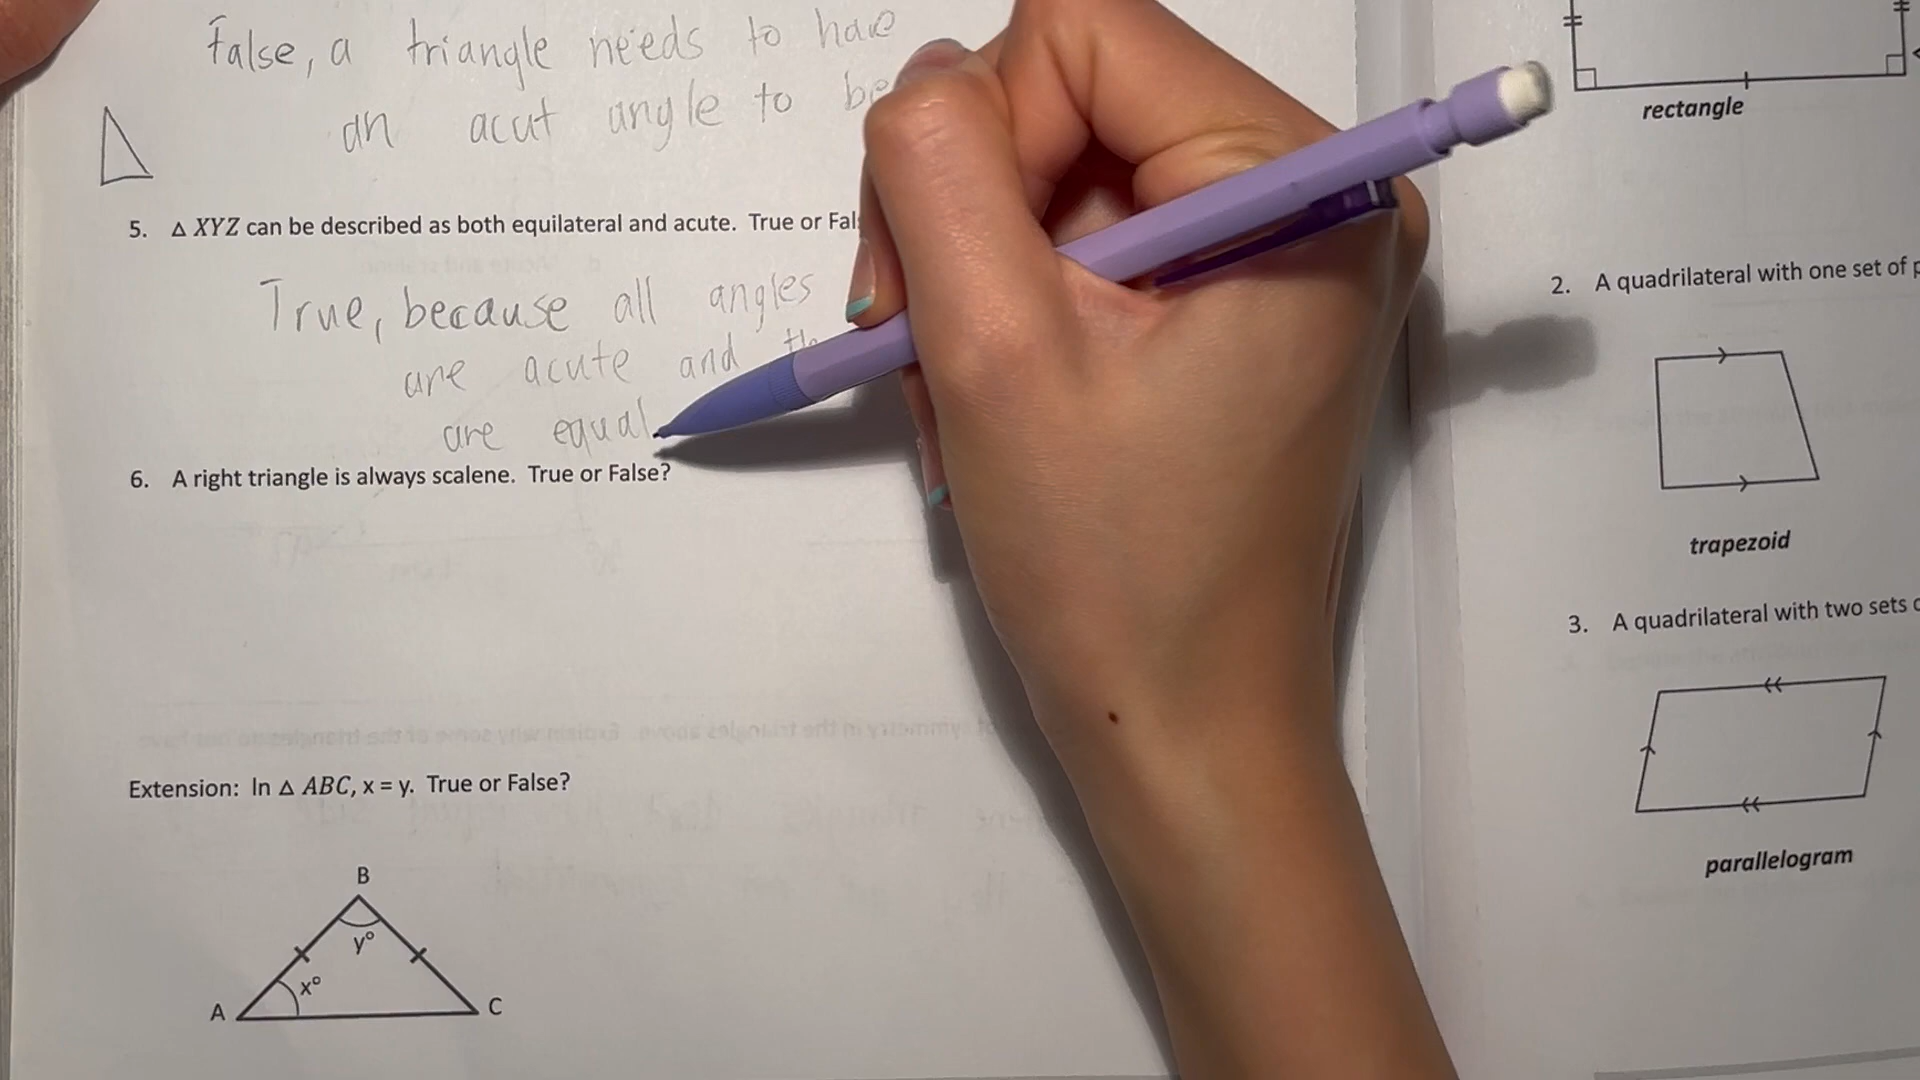 False, a triangle needs to have
an acut angle to be
5. △ XYZ can be described as both equilateral and acute. True or
True, because all angles
are acute and
are equal
6. A right triangle is always scalene. True or False?
Extension: In △ ABC, x = y. True or False?
B
y°
x°
A
C
rectangle
2. A quadrilateral with one set of
trapezoid
3. A quadrilateral with two sets
parallelogram